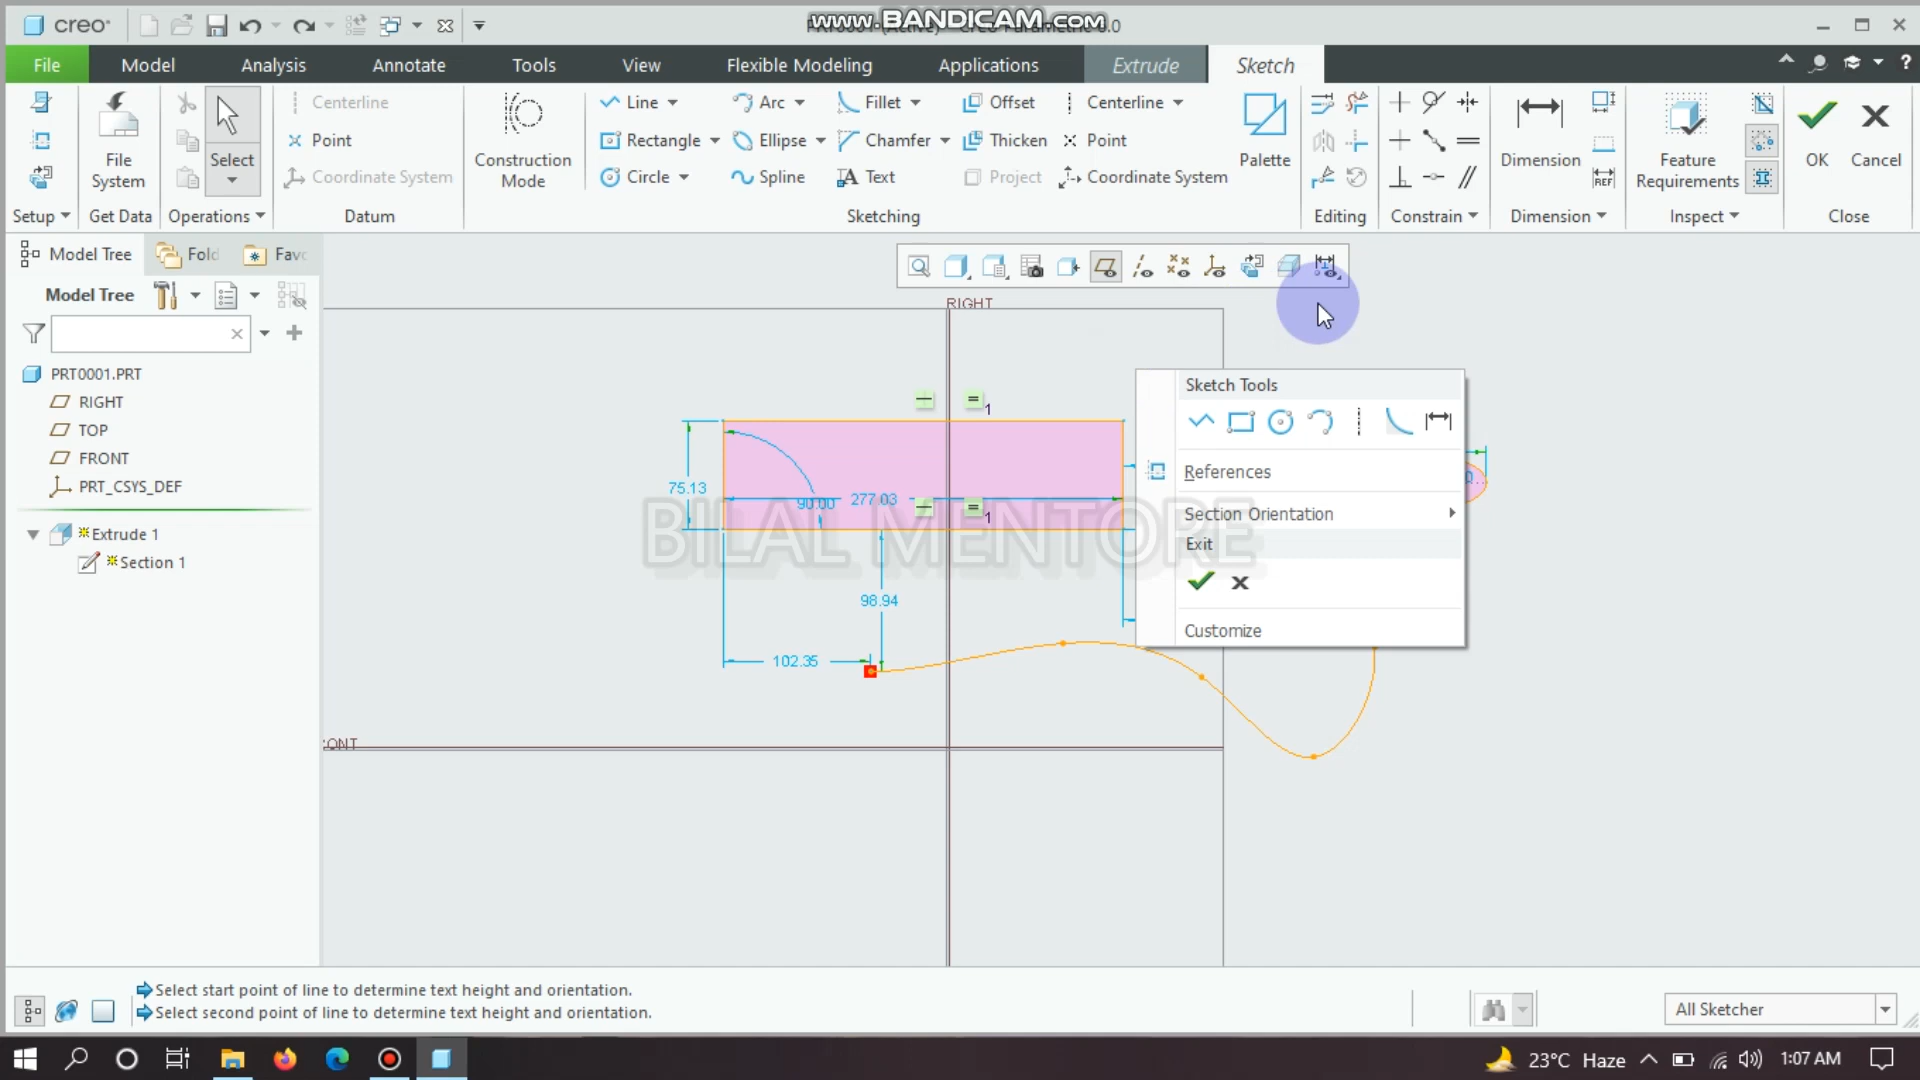 creo
www.BANDICAM.com
File Model Analysis Annotate Tools View Flexible Modeling Applications Extrude Sketch
Centerline
Point
Coordinate System
File System
Select
Construction Mode
Line Arc Fillet Offset Centerline
Rectangle Ellipse Chamfer Thicken Point
Circle Spline Text Project Coordinate System
Palette
Dimension
REF
Feature Requirements
OK Cancel
Setup Get Data Operations Datum Sketching Editing Constrain Dimension Inspect Close
Model Tree Fold Favo
Model Tree
PRT0001.PRT
RIGHT
TOP
FRONT
PRT_CSYS_DEF
Extrude 1
Section 1
RIGHT
1
75.13
90.00
277.03
1
98.94
102.35
ONT
BILAL MENTORE
Sketch Tools
References
Section Orientation
Exit
Customize
Select start point of line to determine text height and orientation.
Select second point of line to determine text height and orientation.
All Sketcher
23°C Haze 1:07 AM